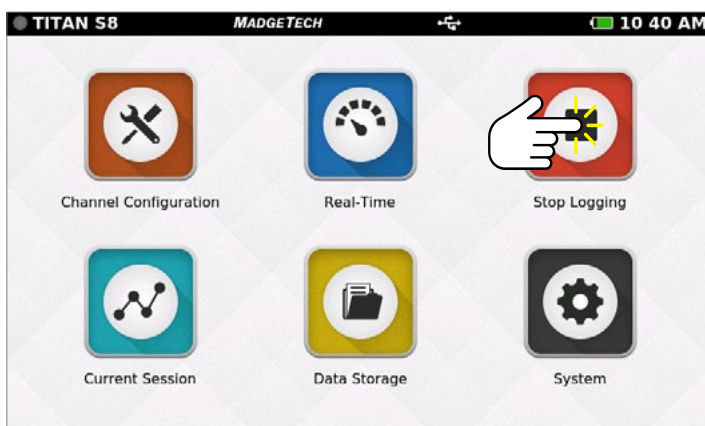 TITAN S8 MADGETECH 10 40 AM
Channel Configuration Real-Time Stop Logging
Current Session Data Storage System